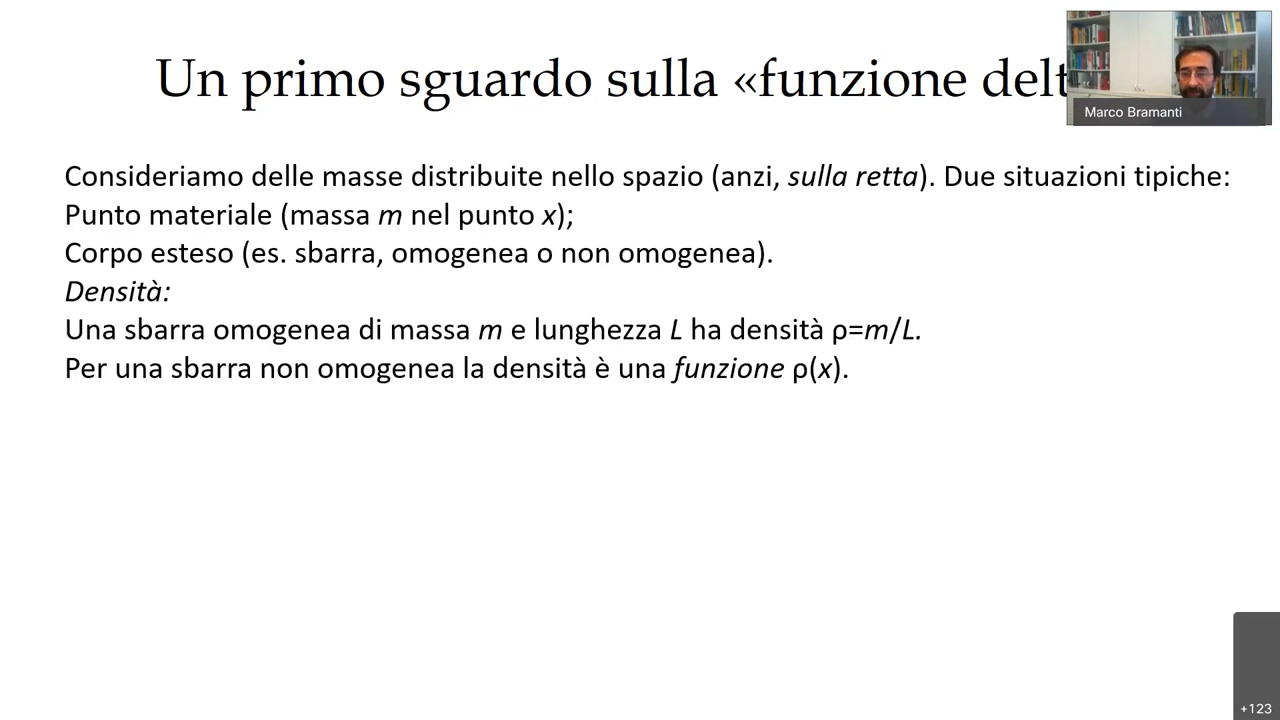 Un primo sguardo sulla «funzione delt
Marco Bramanti
Consideriamo delle masse distribuite nello spazio (anzi, sulla retta). Due situazioni tipiche:
Punto materiale (massa m nel punto x);
Corpo esteso (es. sbarra, omogenea o non omogenea).
Densità:
Una sbarra omogenea di massa m e lunghezza L ha densità ρ=m/L.
Per una sbarra non omogenea la densità è una funzione ρ(x).
+123